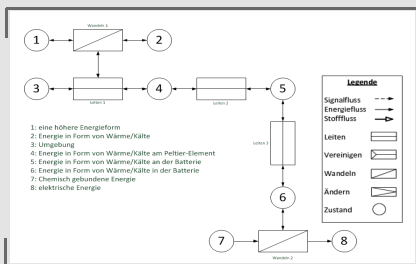 Wandeln 1
1
2
3
4
5
Leiten 1
Leiten 2
Leiten 3
1: eine höhere Energieform
2: Energie in Form von Wärme/Kälte
3: Umgebung
4: Energie in Form von Wärme/Kälte am Peltier-Element
5: Energie in Form von Wärme/Kälte an der Batterie
6: Energie in Form von Wärme/Kälte in der Batterie
7: Chemisch gebundene Energie
8: elektrische Energie
6
7
8
Wandeln 2
Legende
Signalfluss
Energiefluss
Stofffluss
Leiten
Vereinigen
Wandeln
Ändern
Zustand